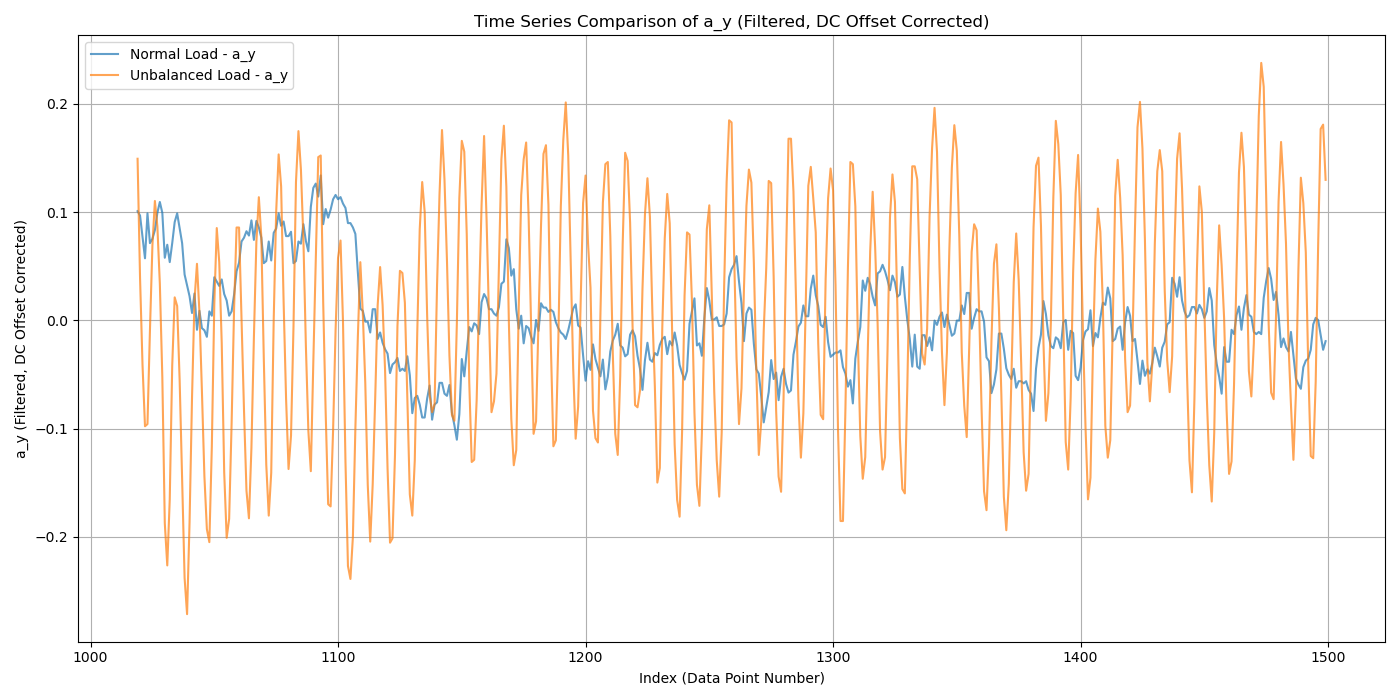 Time Series Comparison of a_y (Filtered, DC Offset Corrected)
Normal Load - a_y
Unbalanced Load - a_y
a_y (Filtered, DC Offset Corrected)
0.2
0.1
0.0
−0.1
−0.2
1000 1100 1200 1300 1400 1500
Index (Data Point Number)